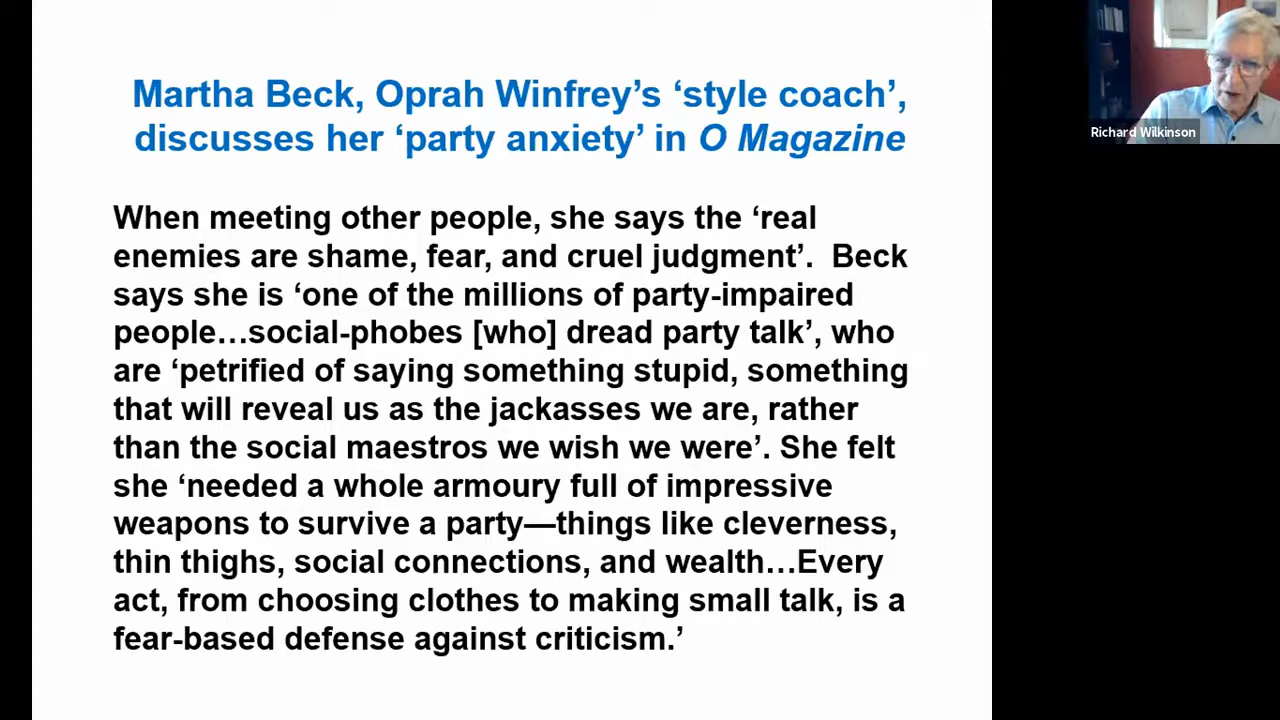 Martha Beck, Oprah Winfrey’s ‘style coach’,
discusses her ‘party anxiety’ in O Magazine
Richard Wilkinson
When meeting other people, she says the ‘real
enemies are shame, fear, and cruel judgment’.  Beck
says she is ‘one of the millions of party-impaired
people…social-phobes [who] dread party talk’, who
are ‘petrified of saying something stupid, something
that will reveal us as the jackasses we are, rather
than the social maestros we wish we were’. She felt
she ‘needed a whole armoury full of impressive
weapons to survive a party—things like cleverness,
thin thighs, social connections, and wealth…Every
act, from choosing clothes to making small talk, is a
fear-based defense against criticism.’